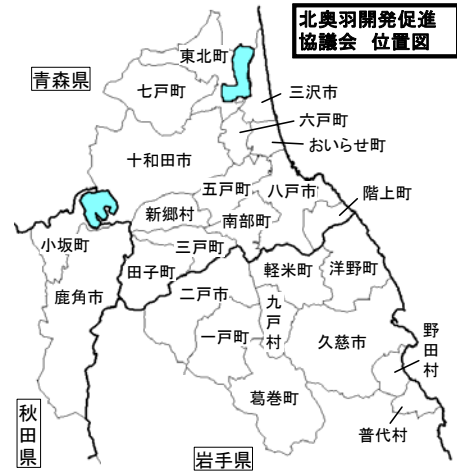 北奥羽開発促進
協議会 位置図
東北町
青森県
七戸町
三沢市
六戸町
おいらせ町
十和田市
五戸町
八戸市
階上町
新郷村
南部町
小坂町
三戸町
田子町
軽米町
洋野町
鹿角市
二戸市
九戸村
一戸町
久慈市
野田村
葛巻町
秋田県
普代村
岩手県